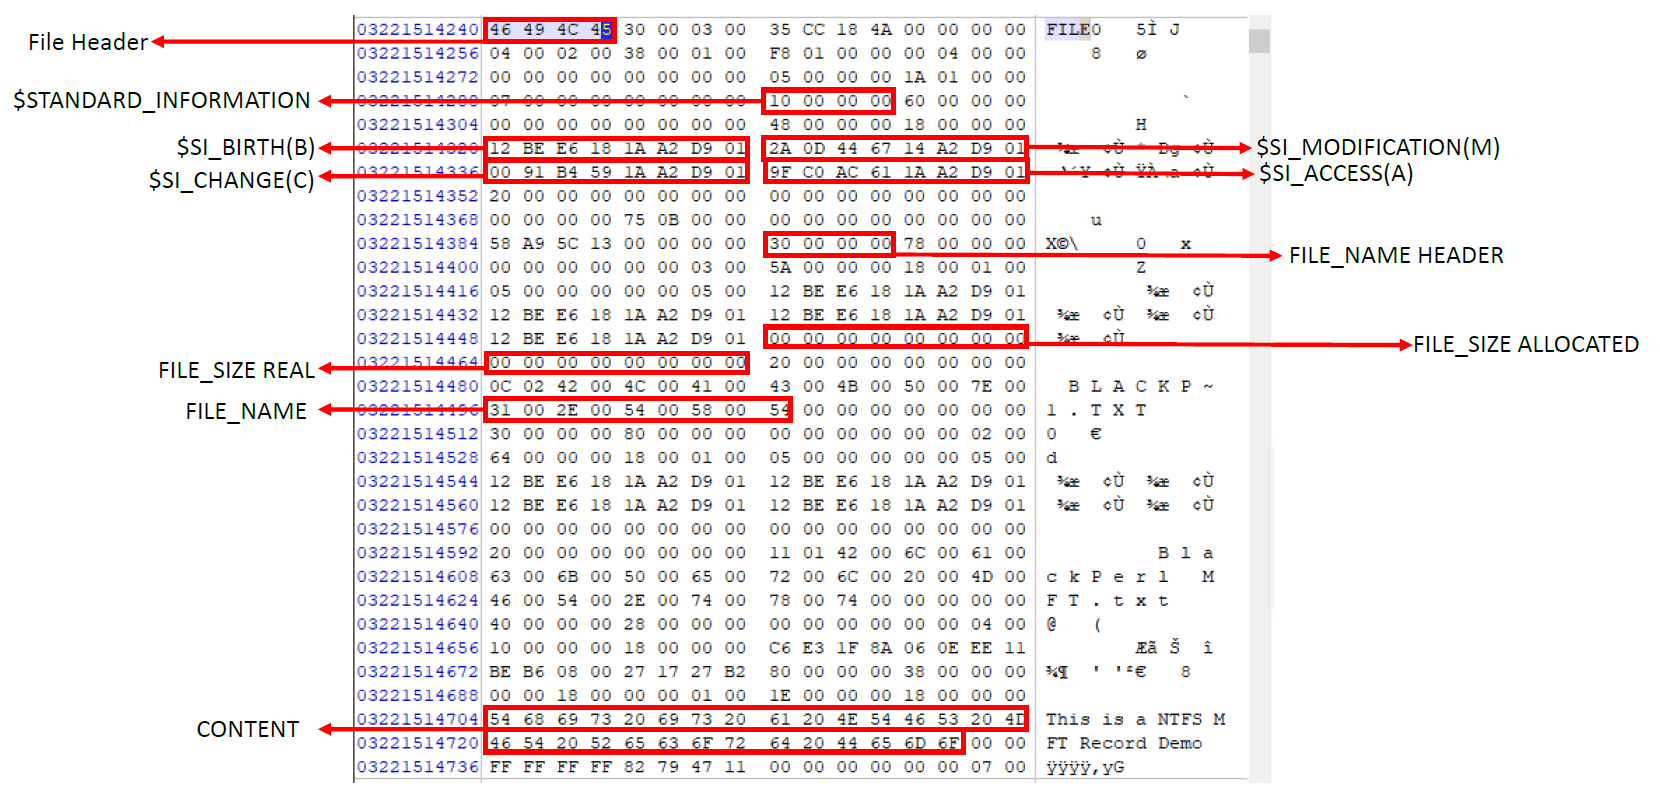 03221514240 46 49 4C 45 30 00 03 00 35 CC 18 4A 00 00 00 00 FILE0 5Ì J
File Header
03221514256 04 00 02 00 38 00 01 00 F8 01 00 00 00 04 00 00 8 ø
03221514272 00 00 00 00 00 00 00 00 05 00 00 00 1A 01 00 00
$STANDARD_INFORMATION
03221514288 07 00 00 00 00 00 00 00 10 00 00 00 60 00 00 00 `
03221514304 00 00 00 00 00 00 00 00 48 00 00 00 18 00 00 00 H
$SI_BIRTH(B)
03221514320 12 BE E6 18 1A A2 D9 01 2A 0D 44 67 14 A2 D9 01 ¾æ ¢Ù * Dg ¢Ù
$SI_MODIFICATION(M)
$SI_CHANGE(C)
03221514336 00 91 B4 59 1A A2 D9 01 9F C0 AC 61 1A A2 D9 01 ‘´Y ¢Ù ŸÀ¬a ¢Ù
$SI_ACCESS(A)
03221514352 20 00 00 00 00 00 00 00 00 00 00 00 00 00 00 00
03221514368 00 00 00 00 75 0B 00 00 00 00 00 00 00 00 00 00 u
03221514384 58 A9 5C 13 00 00 00 00 30 00 00 00 78 00 00 00 X©\ 0 x
FILE_NAME HEADER
03221514400 00 00 00 00 00 00 03 00 5A 00 00 00 18 00 01 00 Z
03221514416 05 00 00 00 00 00 05 00 12 BE E6 18 1A A2 D9 01 ¾æ ¢Ù
03221514432 12 BE E6 18 1A A2 D9 01 12 BE E6 18 1A A2 D9 01 ¾æ ¢Ù ¾æ ¢Ù
03221514448 12 BE E6 18 1A A2 D9 01 00 00 00 00 00 00 00 00 ¾æ ¢Ù
FILE_SIZE ALLOCATED
03221514464 00 00 00 00 00 00 00 00 20 00 00 00 00 00 00 00
FILE_SIZE REAL
03221514480 0C 02 42 00 4C 00 41 00 43 00 4B 00 50 00 7E 00 B L A C K P ~
FILE_NAME
03221514496 31 00 2E 00 54 00 58 00 54 00 00 00 00 00 00 00 1 . T X T
03221514512 30 00 00 00 80 00 00 00 00 00 00 00 00 00 02 00 0 €
03221514528 64 00 00 00 18 00 01 00 05 00 00 00 00 00 05 00 d
03221514544 12 BE E6 18 1A A2 D9 01 12 BE E6 18 1A A2 D9 01 ¾æ ¢Ù ¾æ ¢Ù
03221514560 12 BE E6 18 1A A2 D9 01 12 BE E6 18 1A A2 D9 01 ¾æ ¢Ù ¾æ ¢Ù
03221514576 00 00 00 00 00 00 00 00 00 00 00 00 00 00 00 00
03221514592 20 00 00 00 00 00 00 00 11 01 42 00 6C 00 61 00 B l a
03221514608 63 00 6B 00 50 00 65 00 72 00 6C 00 20 00 4D 00 c k P e r l M
03221514624 46 00 54 00 2E 00 74 00 78 00 74 00 00 00 00 00 F T . t x t
03221514640 40 00 00 00 28 00 00 00 00 00 00 00 00 00 04 00 @ (
03221514656 10 00 00 00 18 00 00 00 C6 E3 1F 8A 06 0E EE 11 Æã Š î
03221514672 BE B6 08 00 27 17 27 B2 80 00 00 00 38 00 00 00 ¾¶ ' '²€ 8
03221514688 00 00 18 00 00 00 01 00 1E 00 00 00 18 00 00 00
03221514704 54 68 69 73 20 69 73 20 61 20 4E 54 46 53 20 4D This is a NTFS M
CONTENT
03221514720 46 54 20 52 65 63 6F 72 64 20 44 65 6D 6F 00 00 FT Record Demo
03221514736 FF FF FF FF 82 79 47 11 00 00 00 00 00 00 07 00 ÿÿÿÿ‚yG